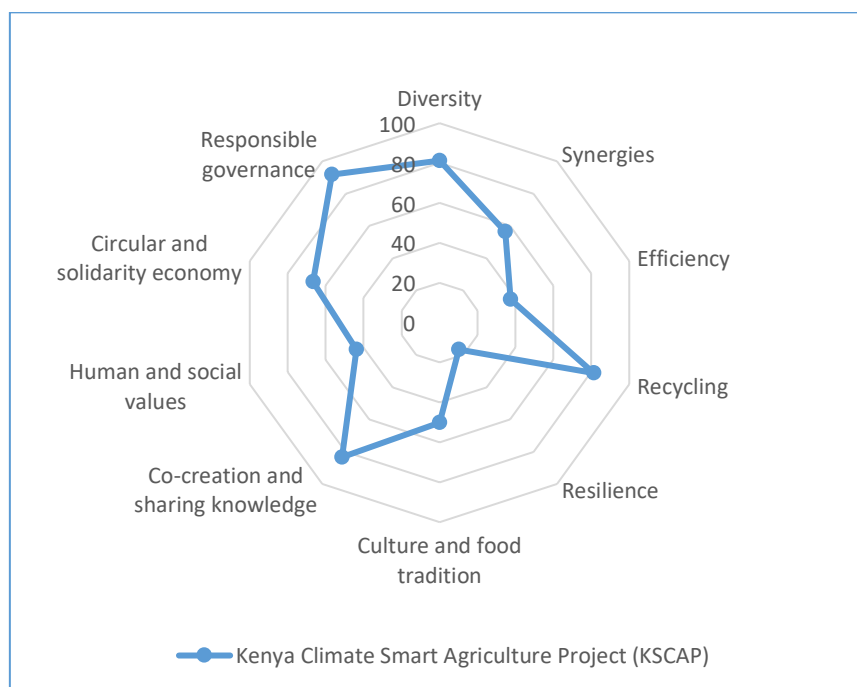 Diversity
100
80
60
40
20
0
Synergies
Efficiency
Recycling
Resilience
Culture and food
tradition
Co-creation and
sharing knowledge
Human and social
values
Circular and
solidarity economy
Responsible
governance
Kenya Climate Smart Agriculture Project (KSCAP)